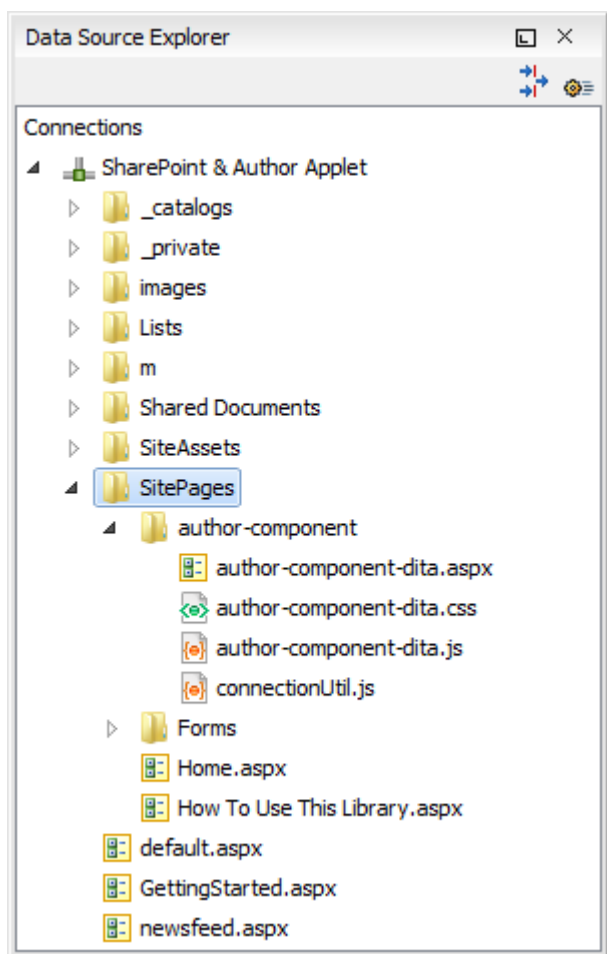 Data Source Explorer
Connections
SharePoint & Author Applet
_catalogs
_private
images
Lists
m
Shared Documents
SiteAssets
SitePages
author-component
author-component-dita.aspx
author-component-dita.css
author-component-dita.js
connectionUtil.js
Forms
Home.aspx
How To Use This Library.aspx
default.aspx
GettingStarted.aspx
newsfeed.aspx